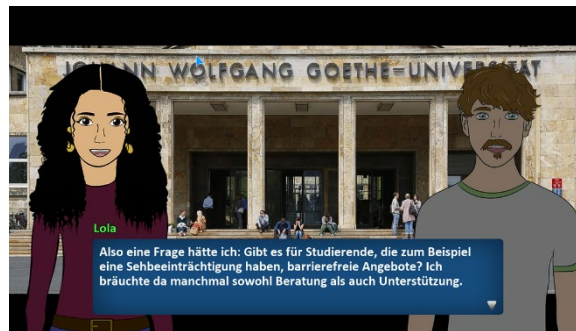 JOHANN WOLFGANG GOETHE=UNIVERSITÄT
Lola
Also eine Frage hätte ich: Gibt es für Studierende, die zum Beispiel
eine Sehbeeinträchtigung haben, barrierefreie Angebote? Ich
bräuchte da manchmal sowohl Beratung als auch Unterstützung.